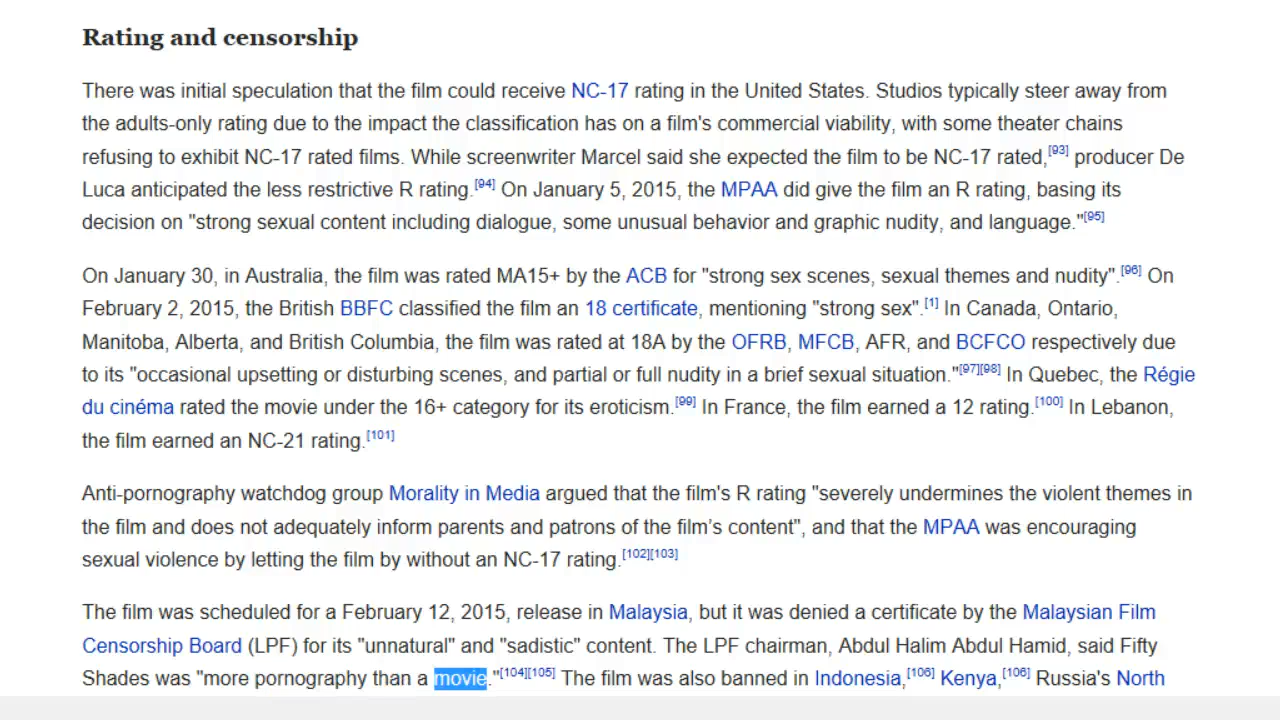 Rating and censorship
There was initial speculation that the film could receive NC-17 rating in the United States. Studios typically steer away from
the adults-only rating due to the impact the classification has on a film's commercial viability, with some theater chains
refusing to exhibit NC-17 rated films. While screenwriter Marcel said she expected the film to be NC-17 rated,[93] producer De
Luca anticipated the less restrictive R rating.[94] On January 5, 2015, the MPAA did give the film an R rating, basing its
decision on "strong sexual content including dialogue, some unusual behavior and graphic nudity, and language."[95]
On January 30, in Australia, the film was rated MA15+ by the ACB for "strong sex scenes, sexual themes and nudity".[96] On
February 2, 2015, the British BBFC classified the film an 18 certificate, mentioning "strong sex".[1] In Canada, Ontario,
Manitoba, Alberta, and British Columbia, the film was rated at 18A by the OFRB, MFCB, AFR, and BCFCO respectively due
to its "occasional upsetting or disturbing scenes, and partial or full nudity in a brief sexual situation."[97][98] In Quebec, the Régie
du cinéma rated the movie under the 16+ category for its eroticism.[99] In France, the film earned a 12 rating.[100] In Lebanon,
the film earned an NC-21 rating.[101]
Anti-pornography watchdog group Morality in Media argued that the film's R rating "severely undermines the violent themes in
the film and does not adequately inform parents and patrons of the film’s content", and that the MPAA was encouraging
sexual violence by letting the film by without an NC-17 rating.[102][103]
The film was scheduled for a February 12, 2015, release in Malaysia, but it was denied a certificate by the Malaysian Film
Censorship Board (LPF) for its "unnatural" and "sadistic" content. The LPF chairman, Abdul Halim Abdul Hamid, said Fifty
Shades was "more pornography than a movie."[104][105] The film was also banned in Indonesia,[106] Kenya,[106] Russia's North